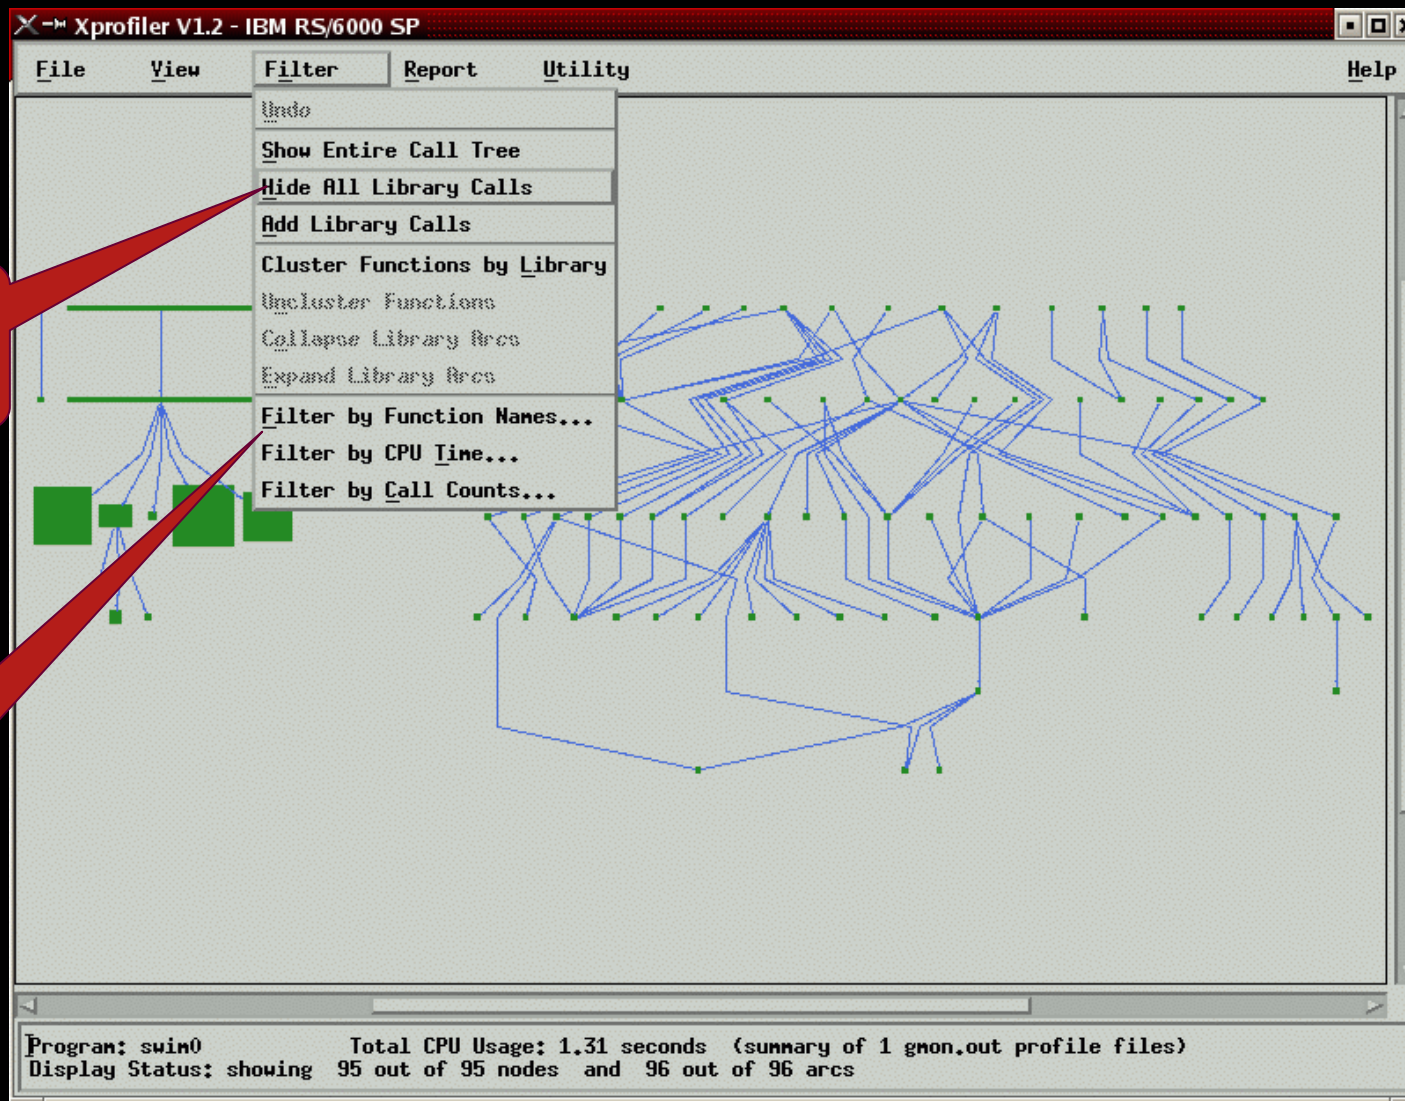 Xprofiler V1.2 - IBM RS/6000 SP
File View Filter Report Utility Help
Undo
Show Entire Call Tree
Hide All Library Calls
Add Library Calls
Cluster Functions by Library
Uncluster Functions
Collapse Library Arcs
Expand Library Arcs
Filter by Function Names...
Filter by CPU Time...
Filter by Call Counts...
Program: swim0 Total CPU Usage: 1.31 seconds (summary of 1 gmon.out profile files)
Display Status: showing 95 out of 95 nodes and 96 out of 96 arcs